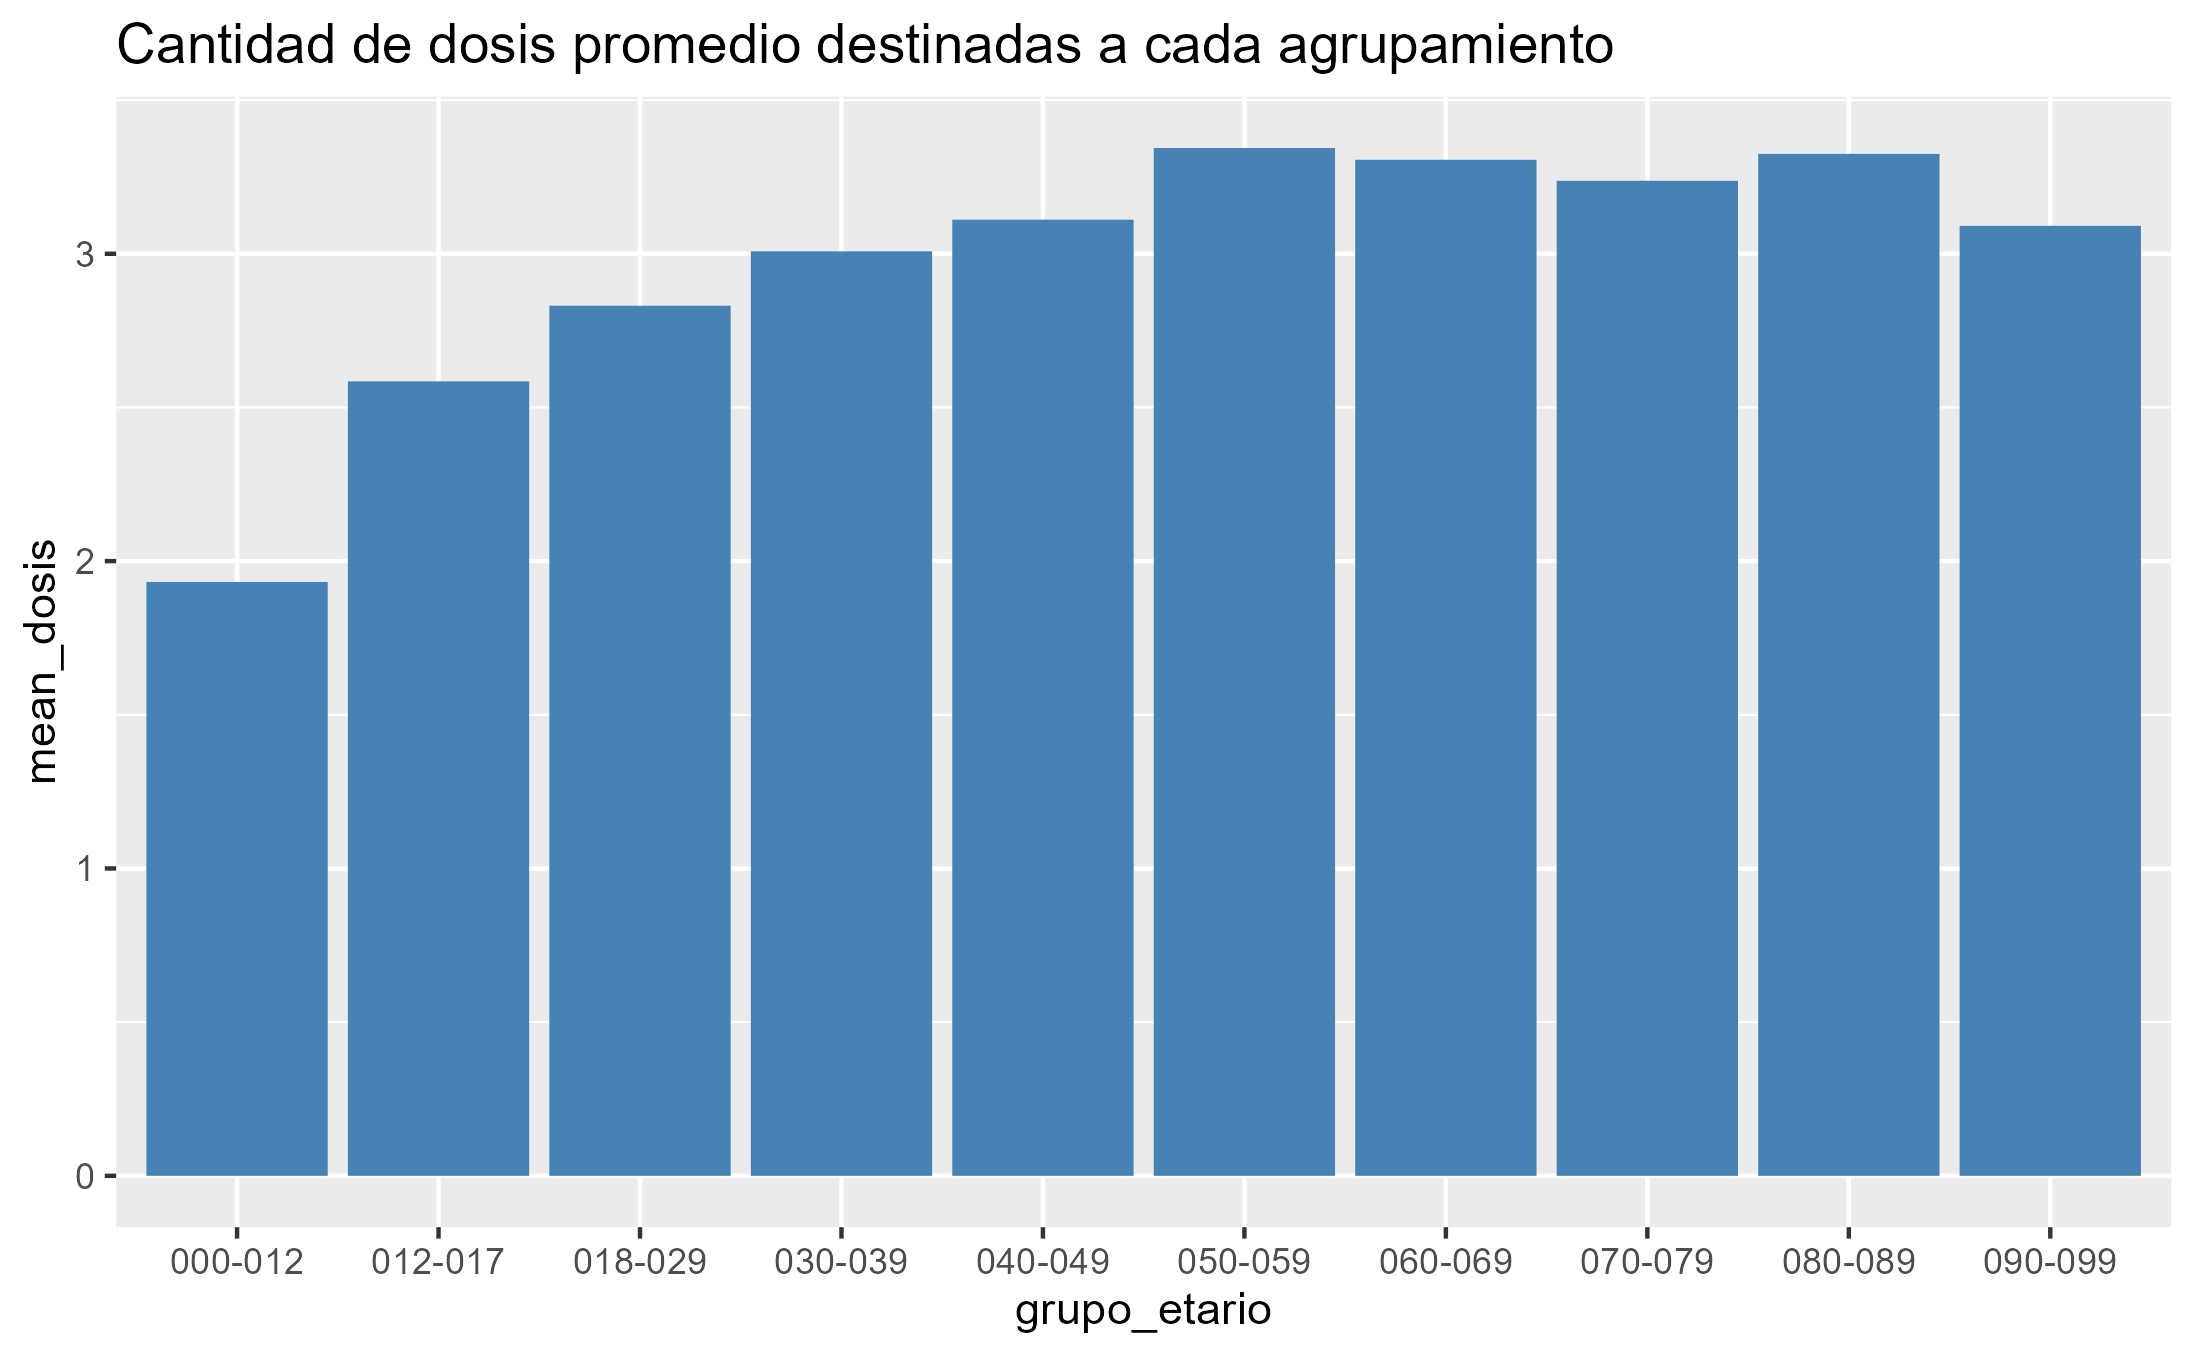 Cantidad de dosis promedio destinadas a cada agrupamiento
mean_dosis
3
2
1
0
000-012 012-017 018-029 030-039 040-049 050-059 060-069 070-079 080-089 090-099
grupo_etario